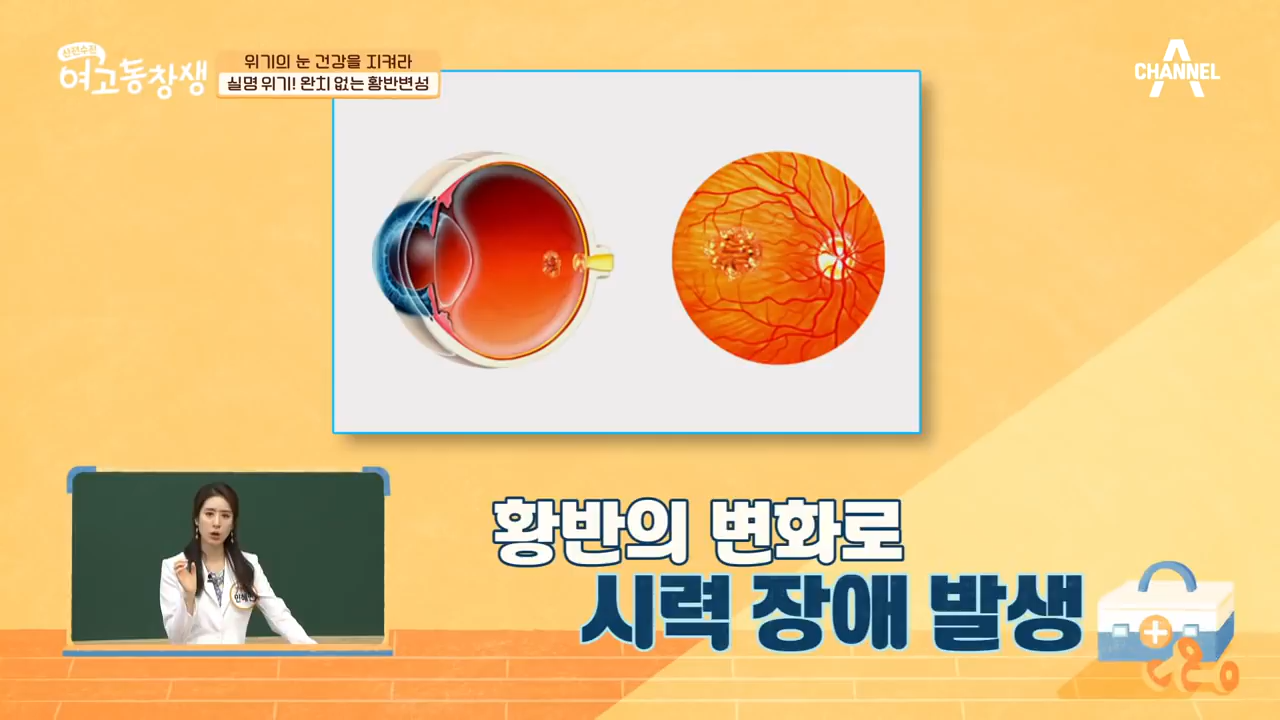 신편수진
여고동창생
위기의 눈 건강을 지켜라
실명 위기! 완치 없는 황반변성
CHANNEL A
황반의 변화로
시력 장애 발생